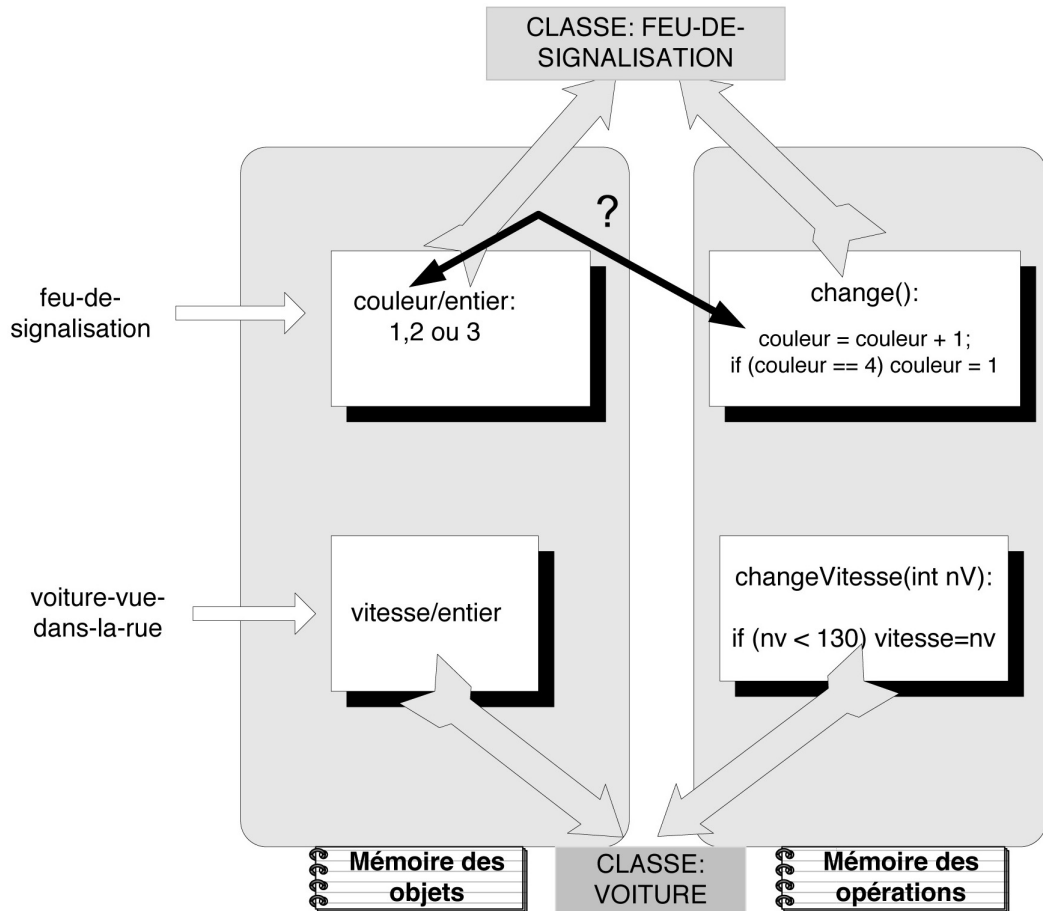 CLASSE: FEU-DE-
SIGNALISATION
?
feu-de-
signalisation
couleur/entier:
1,2 ou 3
change():
couleur = couleur + 1;
if (couleur == 4) couleur = 1
voiture-vue-
dans-la-rue
vitesse/entier
changeVitesse(int nV):
if (nv < 130) vitesse=nv
Mémoire des
objets
CLASSE:
VOITURE
Mémoire des
opérations